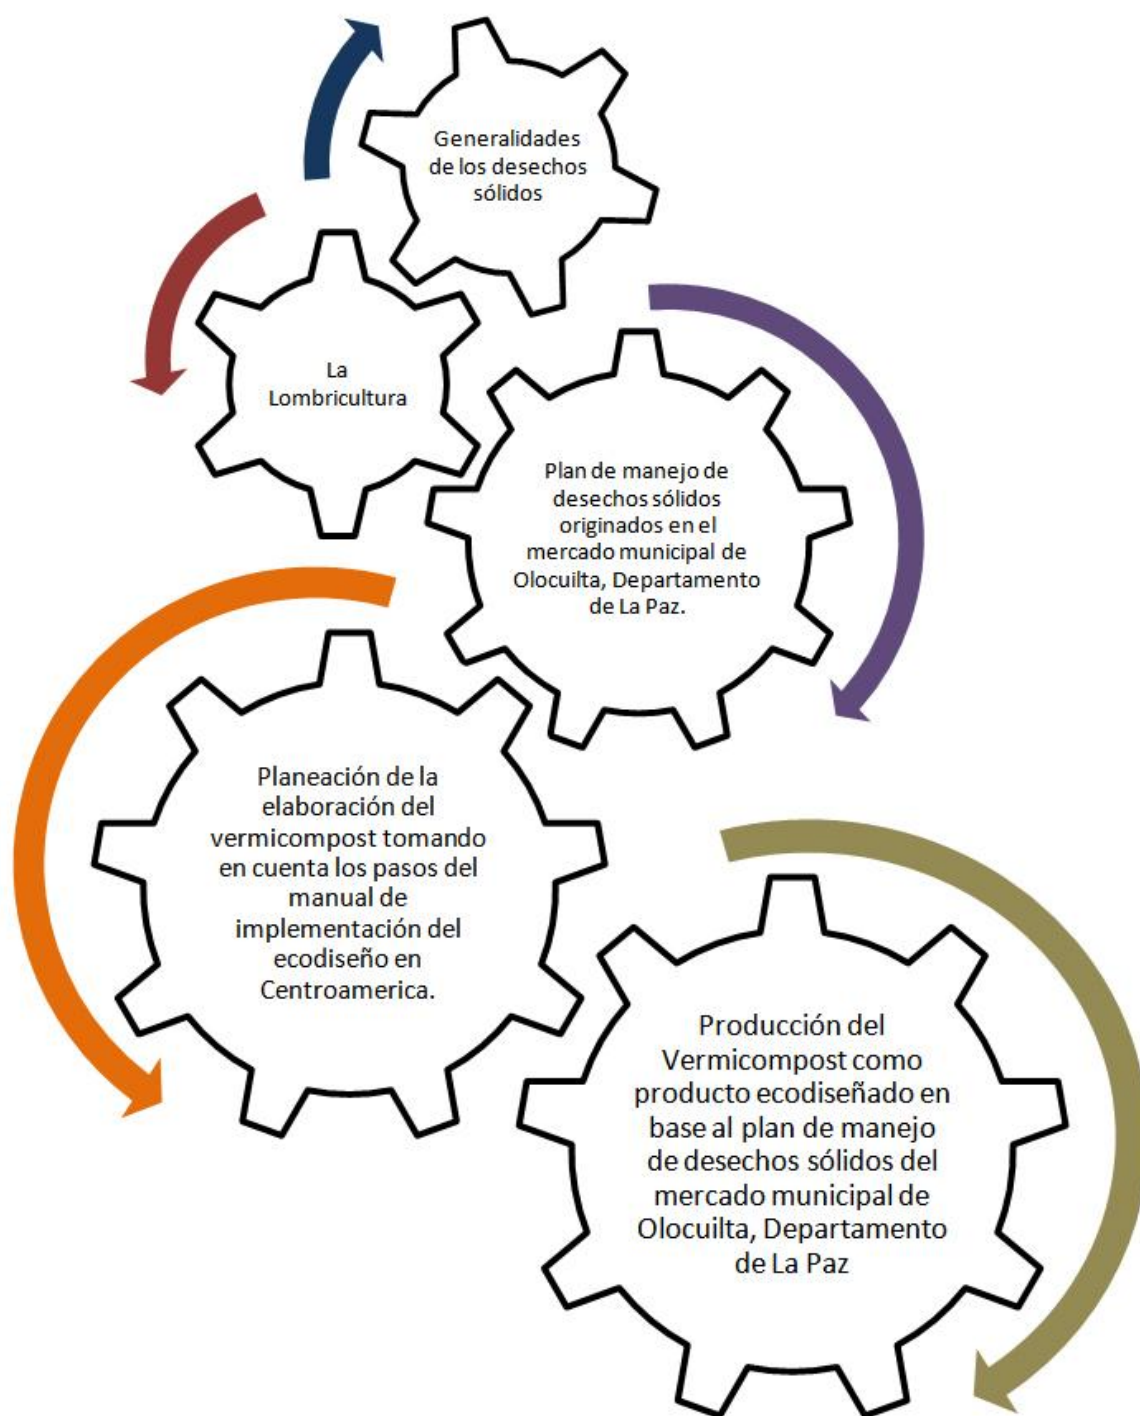 Generalidades
de los desechos
sólidos
La
Lombricultura
Plan de manejo de
desechos sólidos
originados en el
mercado municipal de
Olocuilta, Departamento
de La Paz.
Planeación de la
elaboración del
vermicompost tomando
en cuenta los pasos del
manual de
implementación del
ecodiseño en
Centroamerica.
Producción del
Vermicompost como
producto ecodiseñado en
base al plan de manejo
de desechos sólidos del
mercado municipal de
Olocuilta, Departamento
de La Paz